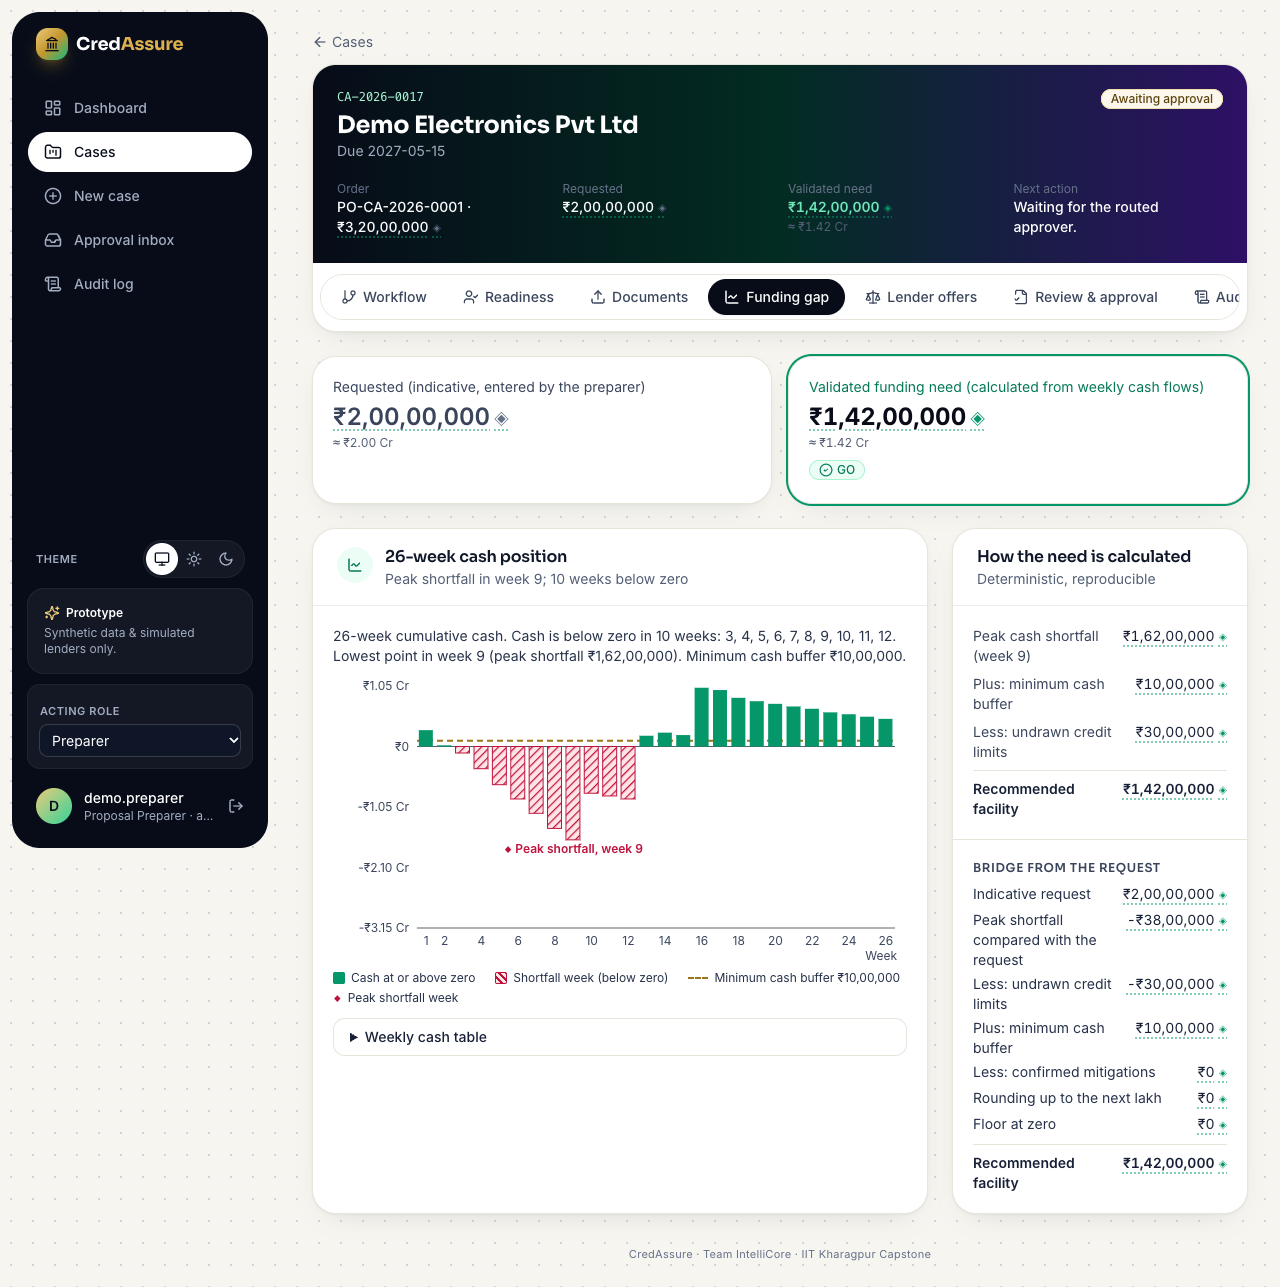 CredAssure
Dashboard
Cases
New case
Approval inbox
Audit log
THEME
Prototype
Synthetic data & simulated
lenders only.
ACTING ROLE
Preparer
D
demo.preparer
Proposal Preparer · a...
← Cases
CA-2026-0017
Awaiting approval
Demo Electronics Pvt Ltd
Due 2027-05-15
Order
PO-CA-2026-0001 ·
₹3,20,00,000
Requested
₹2,00,00,000
Validated need
₹1,42,00,000
≈ ₹1.42 Cr
Next action
Waiting for the routed
approver.
Workflow
Readiness
Documents
Funding gap
Lender offers
Review & approval
Aud
Requested (indicative, entered by the preparer)
₹2,00,00,000
≈ ₹2.00 Cr
Validated funding need (calculated from weekly cash flows)
₹1,42,00,000
≈ ₹1.42 Cr
GO
26-week cash position
Peak shortfall in week 9; 10 weeks below zero
26-week cumulative cash. Cash is below zero in 10 weeks: 3, 4, 5, 6, 7, 8, 9, 10, 11, 12.
Lowest point in week 9 (peak shortfall ₹1,62,00,000). Minimum cash buffer ₹10,00,000.
₹1.05 Cr
₹0
-₹1.05 Cr
-₹2.10 Cr
-₹3.15 Cr
◆ Peak shortfall, week 9
1 2 4 6 8 10 12 14 16 18 20 22 24 26
Week
Cash at or above zero
Shortfall week (below zero)
Minimum cash buffer ₹10,00,000
Peak shortfall week
Weekly cash table
How the need is calculated
Deterministic, reproducible
Peak cash shortfall ₹1,62,00,000
(week 9)
Plus: minimum cash ₹10,00,000
buffer
Less: undrawn credit ₹30,00,000
limits
Recommended ₹1,42,00,000
facility
BRIDGE FROM THE REQUEST
Indicative request ₹2,00,00,000
Peak shortfall -₹38,00,000
compared with the
request
Less: undrawn credit -₹30,00,000
limits
Plus: minimum cash ₹10,00,000
buffer
Less: confirmed mitigations ₹0
Rounding up to the next lakh ₹0
Floor at zero ₹0
Recommended ₹1,42,00,000
facility
CredAssure · Team IntelliCore · IIT Kharagpur Capstone